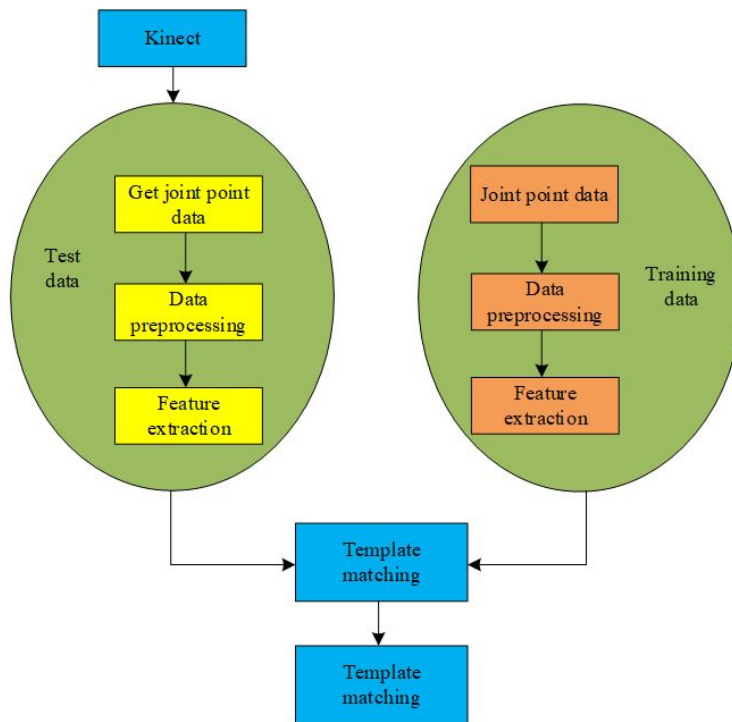 Kinect
Get joint point
data
Test
data
Data
preprocessing
Feature
extraction
Joint point data
Training
data
Data
preprocessing
Feature
extraction
Template
matching
Template
matching